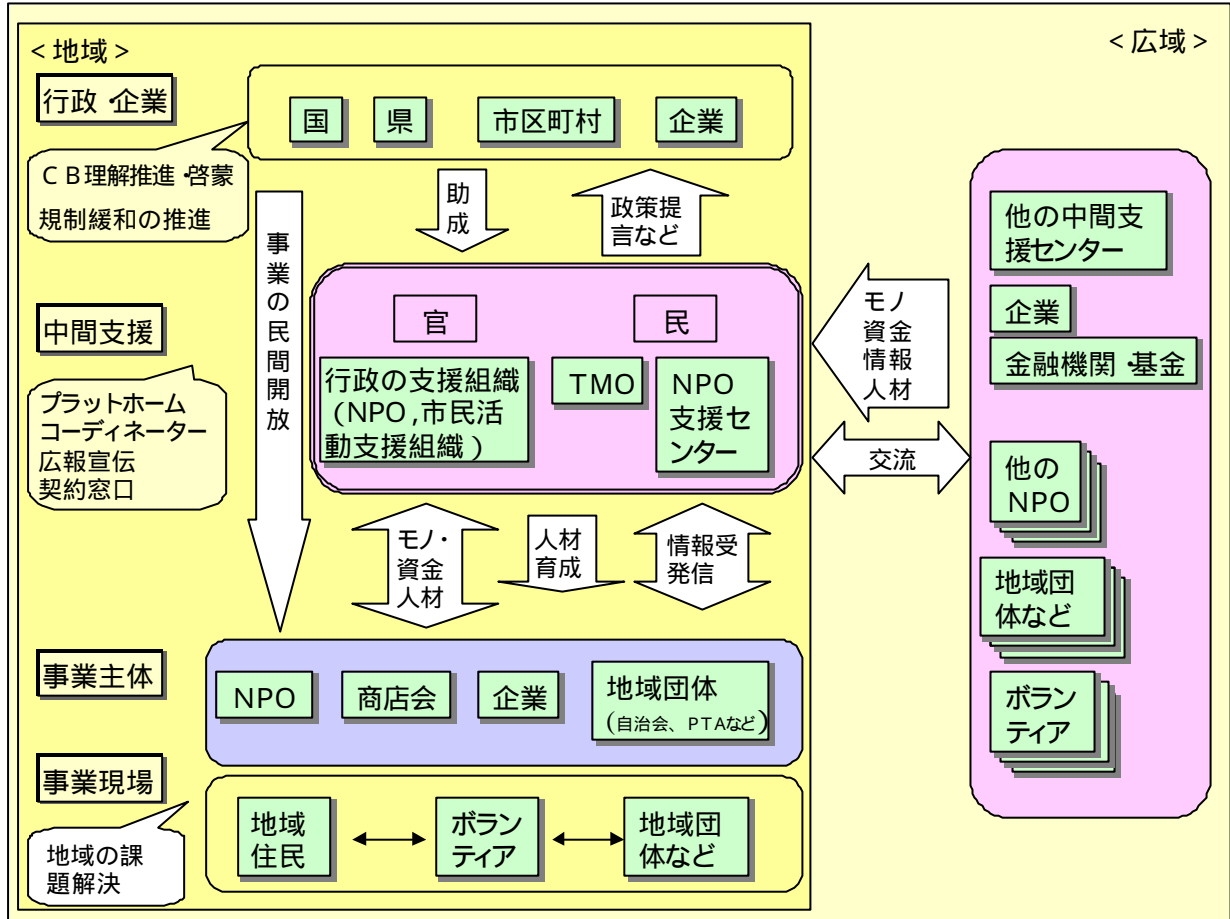 ＜地域＞
＜広域＞
行政・企業
国
県
市区町村
企業
ＣＢ理解推進・啓蒙
規制緩和の推進
助
成
政策提
言など
事
業
の
民
間
開
放
中間支援
プラットホーム
コーディネーター
広報宣伝
契約窓口
官
民
行政の支援組織
（NPO,市民活
動支援組織）
TMO
NPO
支援セ
ンター
モノ
資金
情報
人材
交流
他の中間支
援センター
企業
金融機関・基金
他の
NPO
地域団
体など
ボラン
ティア
モノ・
資金
人材
人材
育成
情報受
発信
事業主体
NPO
商店会
企業
地域団体
(自治会、PTAなど)
事業現場
地域の課
題解決
地域
住民
ボラン
ティア
地域団
体など